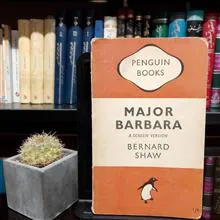 PENGUIN
BOOKS
MAJOR
BARBARA
A SCREEN VERSION
BERNARD
SHAW